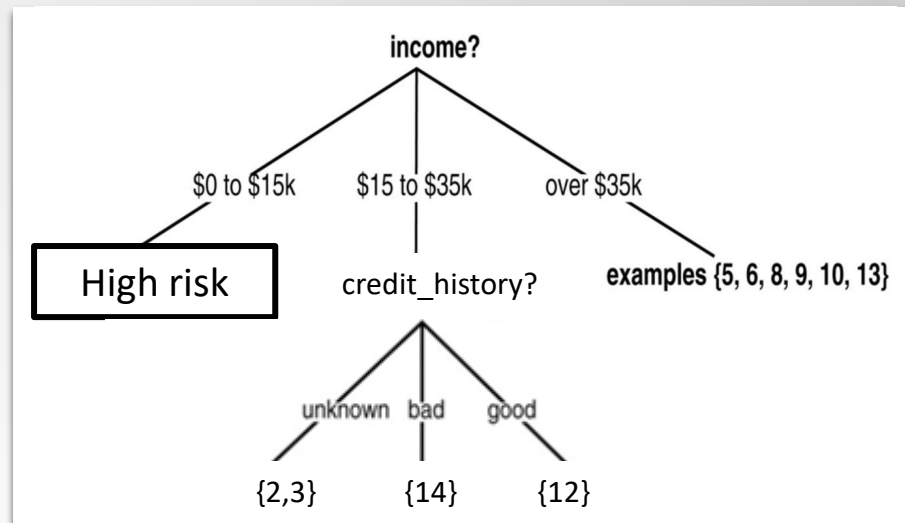 income?
$0 to $15k $15 to $35k over $35k
High risk credit_history? examples {5, 6, 8, 9, 10, 13}
unknown bad good
{2,3} {14} {12}